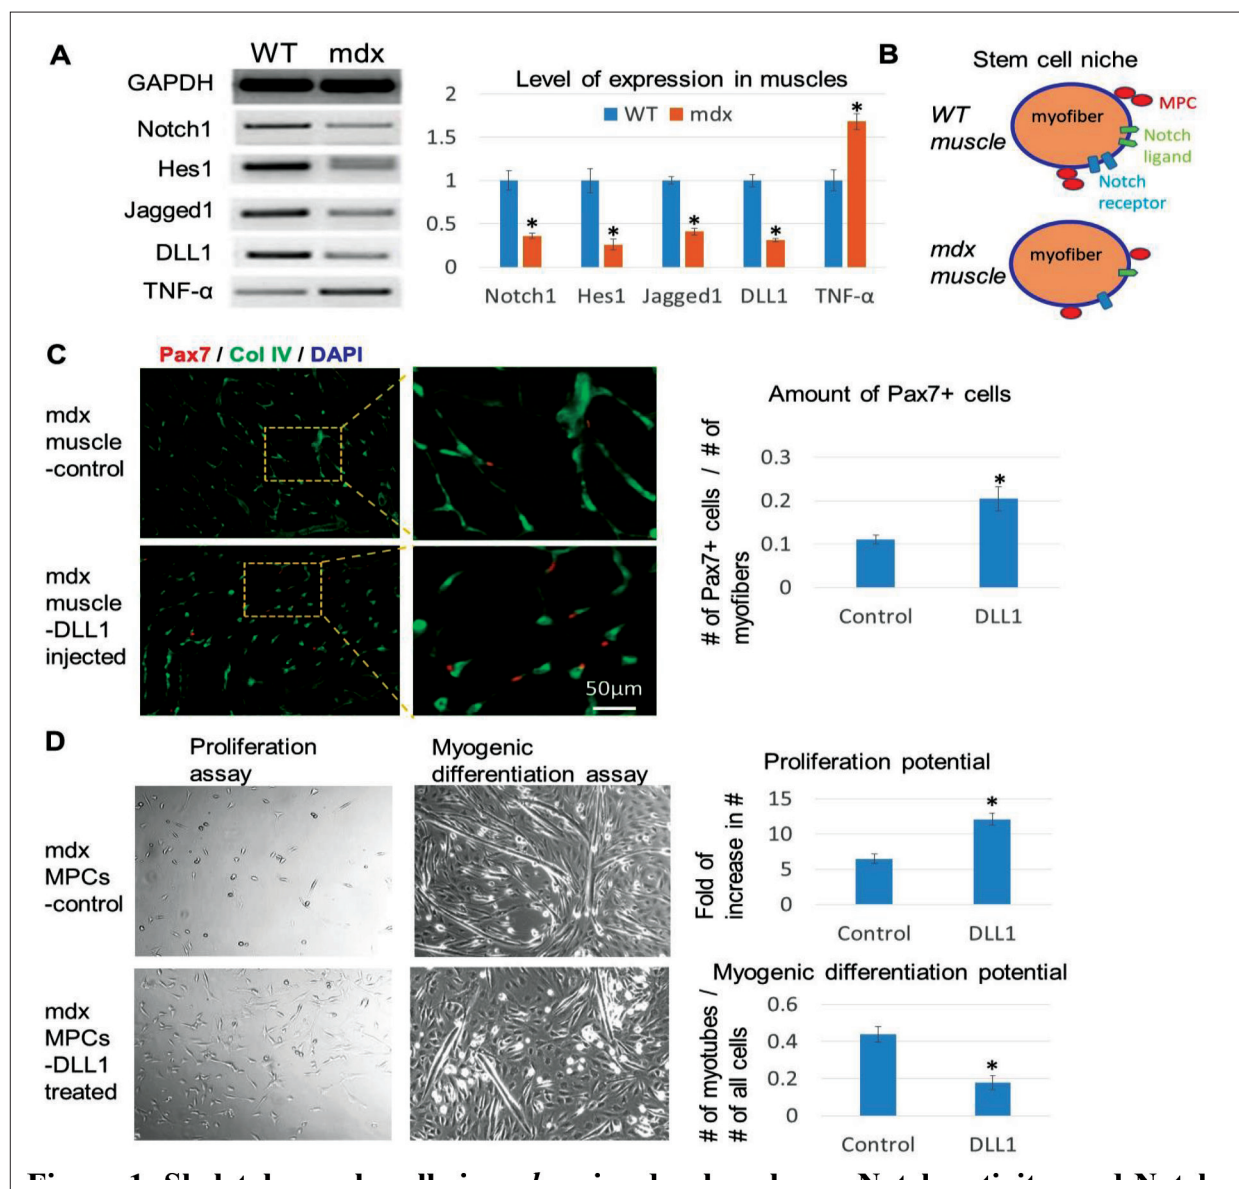 A
WT mdx
GAPDH
Notch1
Hes1
Jagged1
DLL1
TNF-α
Level of expression in muscles
2
1.5
1
0.5
0
WT mdx
*
*
*
*
*
Notch1 Hes1 Jagged1 DLL1 TNF-α
B
Stem cell niche
WT
muscle
myofiber
MPC
Notch
ligand
Notch
receptor
mdx
muscle
myofiber
C
Pax7 / Col IV / DAPI
mdx
muscle
-control
mdx
muscle
-DLL1
injected
50μm
Amount of Pax7+ cells
# of Pax7+ cells / # of
myofibers
0.3
0.2
0.1
0
*
Control DLL1
D
Proliferation
assay
Myogenic
differentiation assay
mdx
MPCs
-control
mdx
MPCs
-DLL1
treated
Proliferation potential
Fold of
increase in #
15
10
5
0
*
Control DLL1
Myogenic differentiation potential
# of myotubes /
# of all cells
0.6
0.4
0.2
0
*
Control DLL1